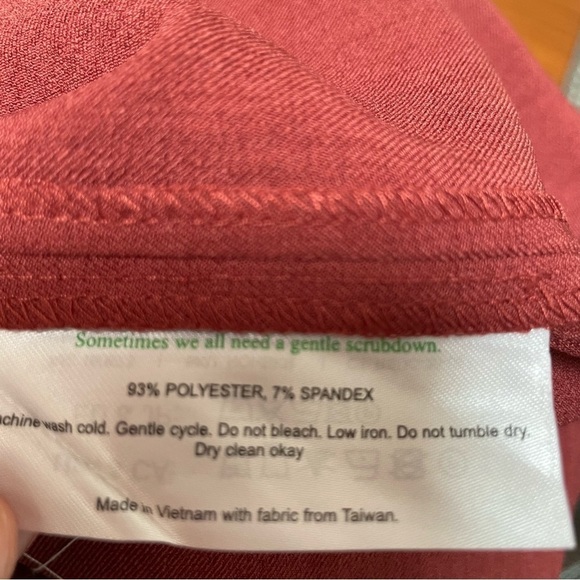 Sometimes we all need a gentle scrubdown.
93% POLYESTER, 7% SPANDEX
achine wash cold. Gentle cycle. Do not bleach. Low iron. Do not tumble dry.
Dry clean okay
Made in Vietnam with fabric from Taiwan.